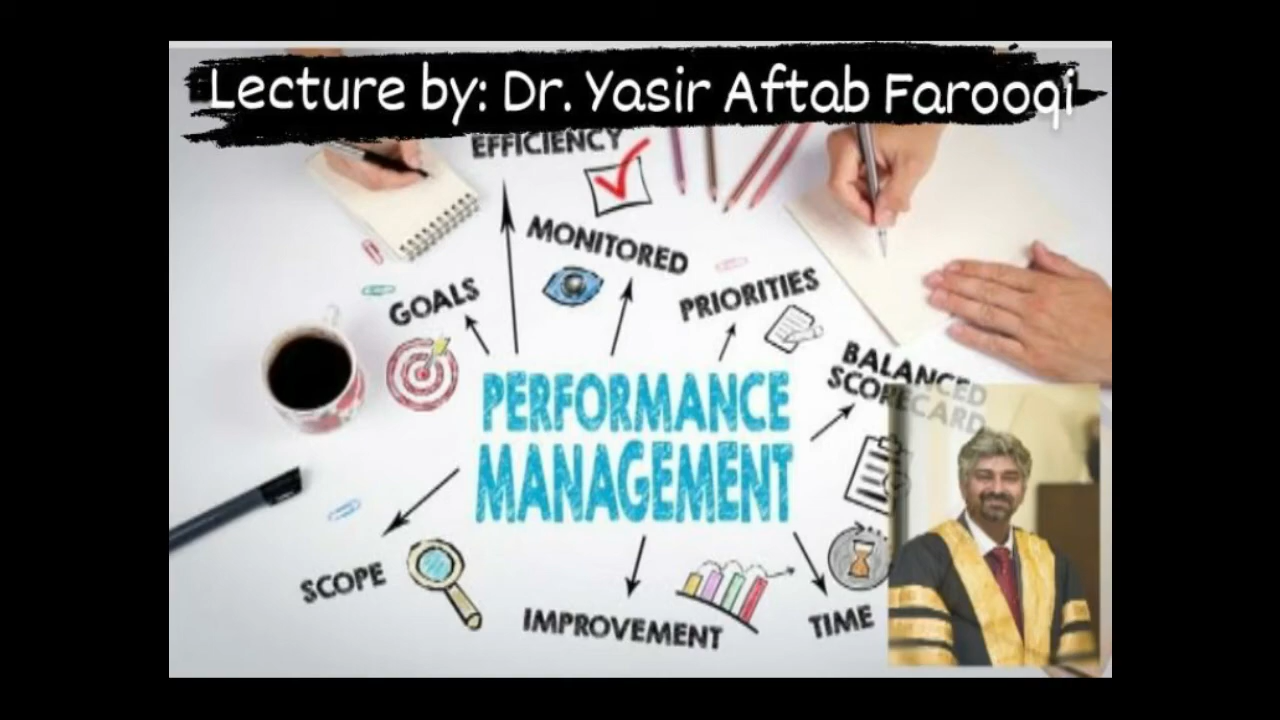 Lecture by: Dr. Yasir Aftab Farooqi
EFFICIENCY
MONITORED
GOALS
PRIORITIES
BALANCED
SCORECARD
PERFORMANCE
MANAGEMENT
SCOPE
IMPROVEMENT
TIME